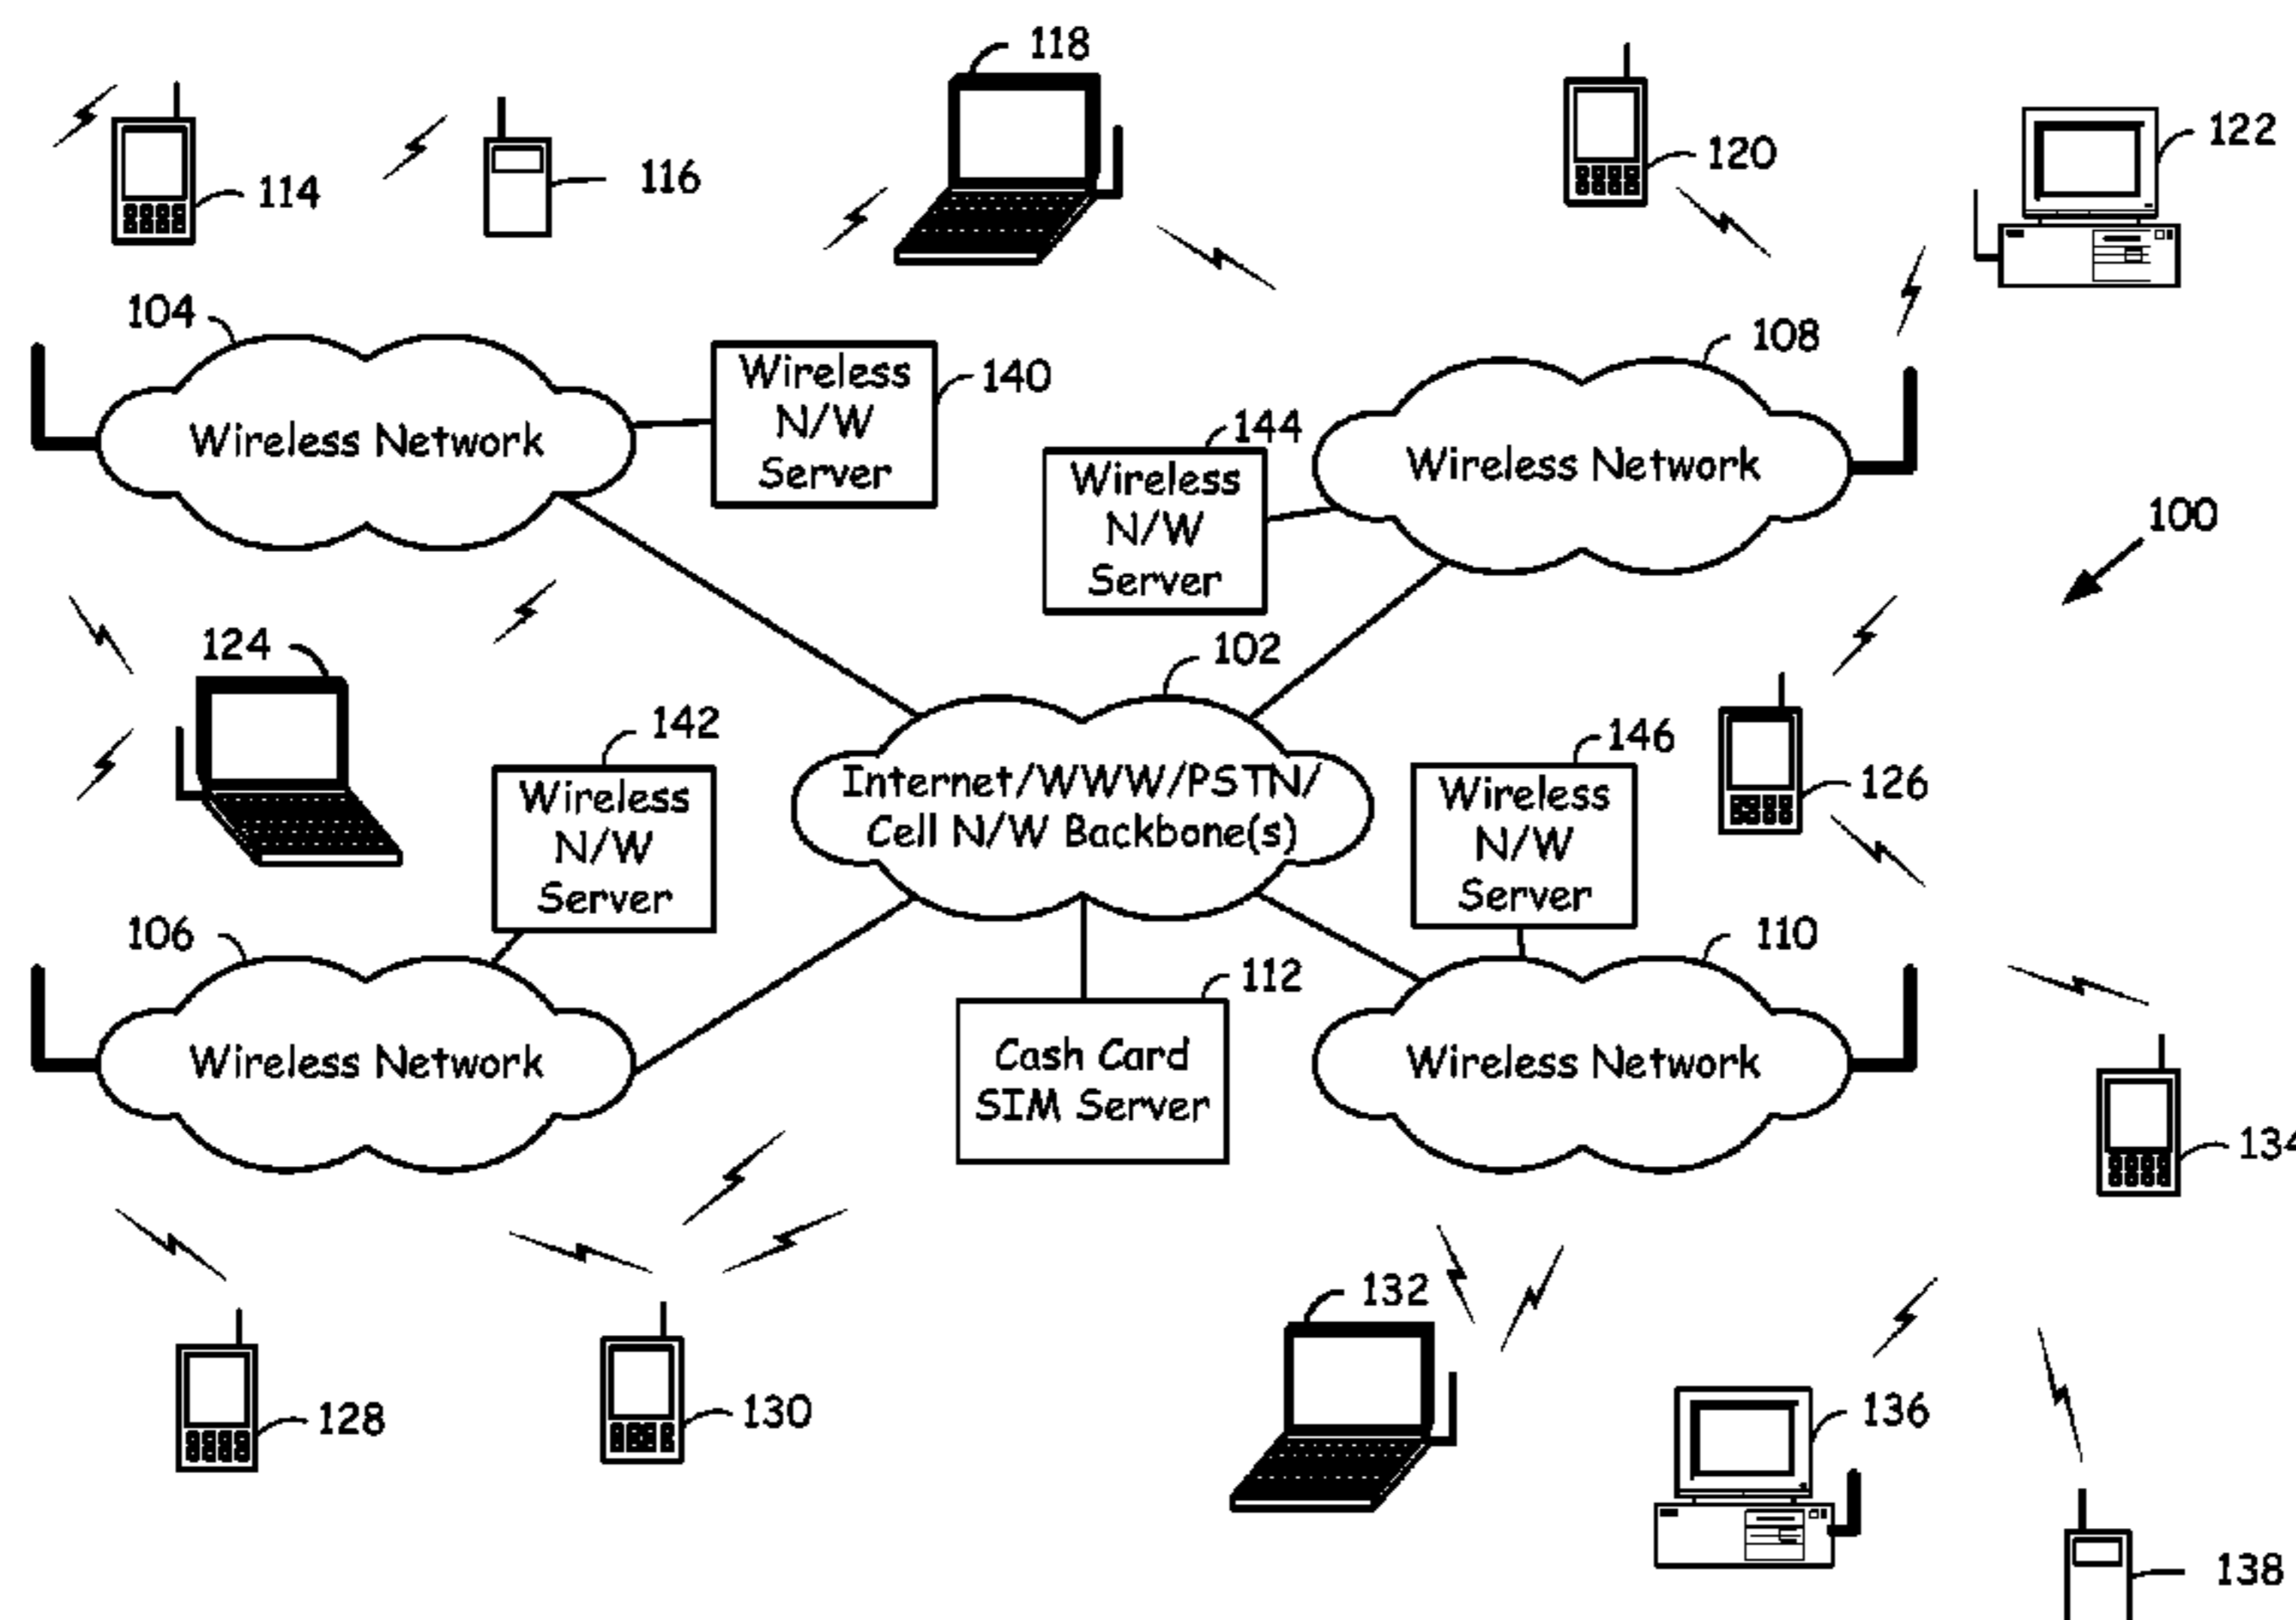 118
114
116
120
122
104
Wireless Network
Wireless
N/W
Server
140
108
Wireless Network
144
Wireless
N/W
Server
100
124
102
Internet/WWW/PSTN/
Cell N/W Backbone(s)
142
Wireless
N/W
Server
146
Wireless
N/W
Server
126
106
Wireless Network
112
Cash Card
SIM Server
110
Wireless Network
134
128
130
132
136
138